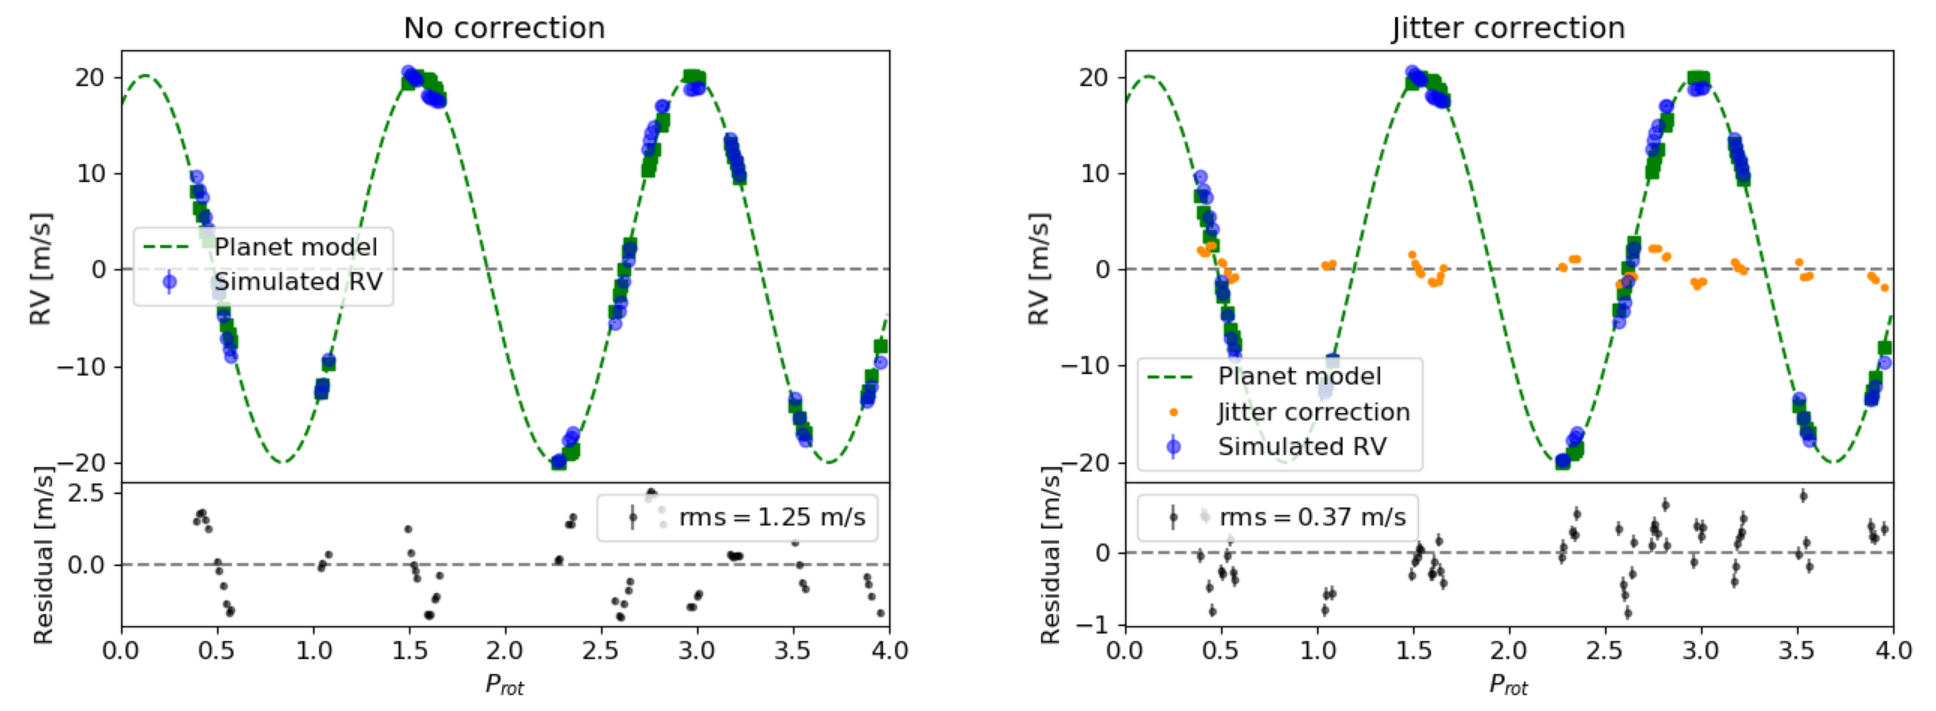 No correction
RV [m/s]
20
10
0
−10
−20
Planet model
Simulated RV
Residual [m/s]
2.5
0.0
rms = 1.25 m/s
0.0 0.5 1.0 1.5 2.0 2.5 3.0 3.5 4.0
P_rot
Jitter correction
RV [m/s]
20
10
0
−10
−20
Planet model
Jitter correction
Simulated RV
Residual [m/s]
0
−1
rms = 0.37 m/s
0.0 0.5 1.0 1.5 2.0 2.5 3.0 3.5 4.0
P_rot